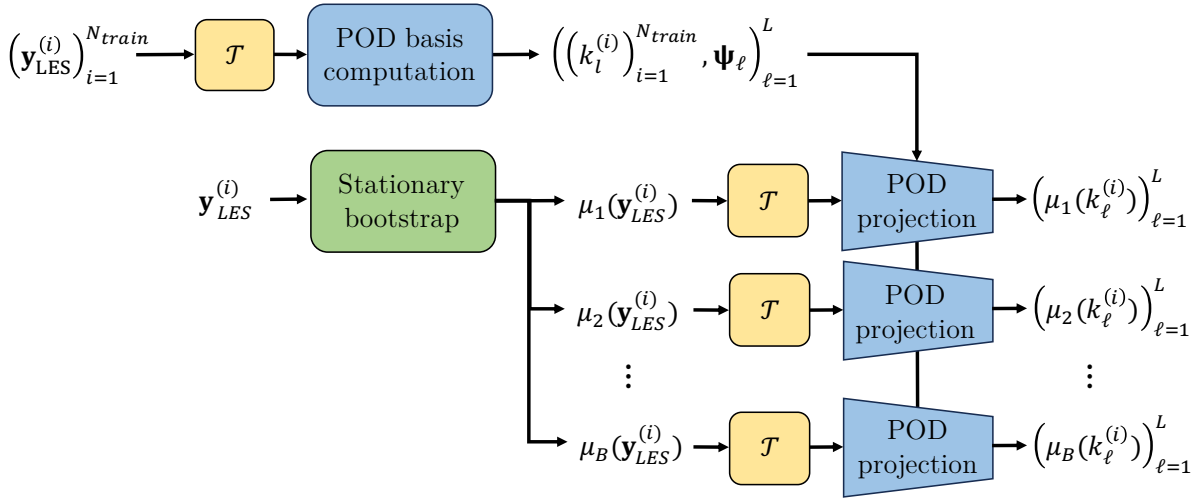 (𝐲_LES^(i))_{i=1}^{N_train} 𝒯 POD basis computation ((k_l^(i))_{i=1}^{N_train}, 𝛙_ℓ)_{ℓ=1}^L
𝐲_LES^(i) Stationary bootstrap μ_1(𝐲_LES^(i)) 𝒯 POD projection (μ_1(k_ℓ^(i)))_{ℓ=1}^L
μ_2(𝐲_LES^(i)) 𝒯 POD projection (μ_2(k_ℓ^(i)))_{ℓ=1}^L
⋮ ⋮
μ_B(𝐲_LES^(i)) 𝒯 POD projection (μ_B(k_ℓ^(i)))_{ℓ=1}^L